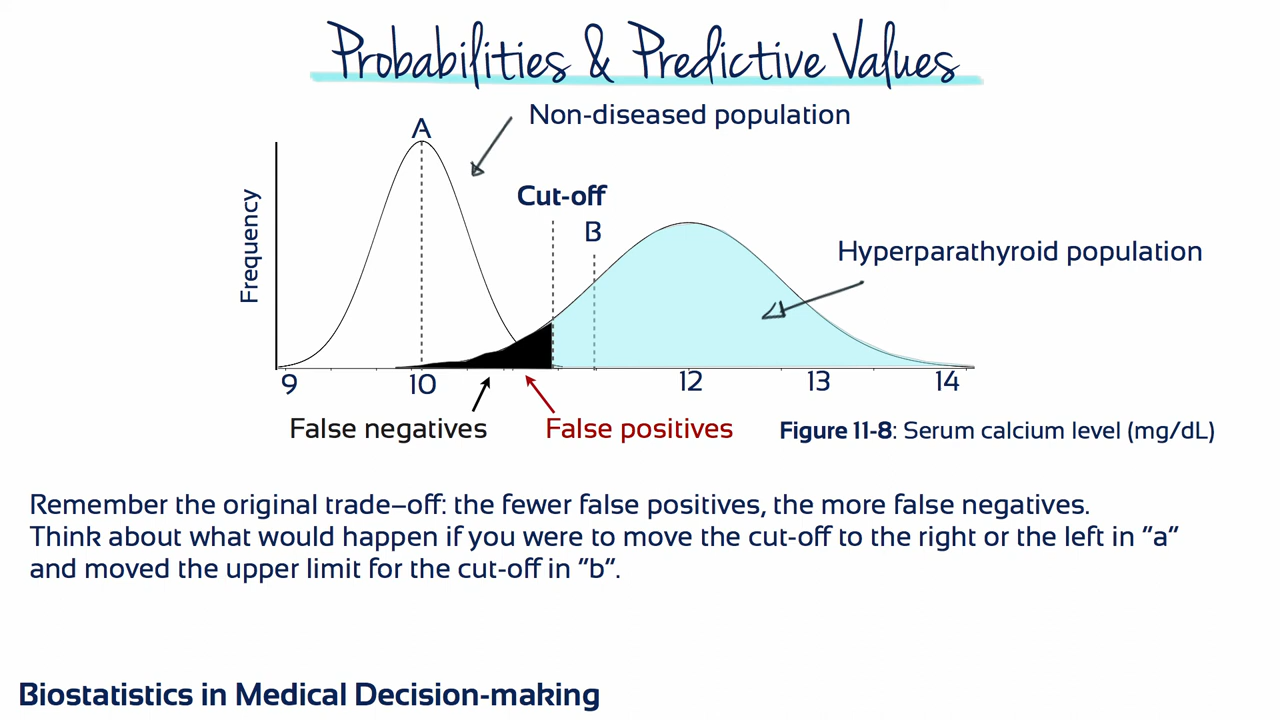 Probabilities & Predictive Values
Non-diseased population
A
Cut-off
B
Hyperparathyroid population
Frequency
9 10 12 13 14
False negatives False positives Figure 11-8: Serum calcium level (mg/dL)
Remember the original trade–off: the fewer false positives, the more false negatives.
Think about what would happen if you were to move the cut-off to the right or the left in "a"
and moved the upper limit for the cut-off in "b".
Biostatistics in Medical Decision-making